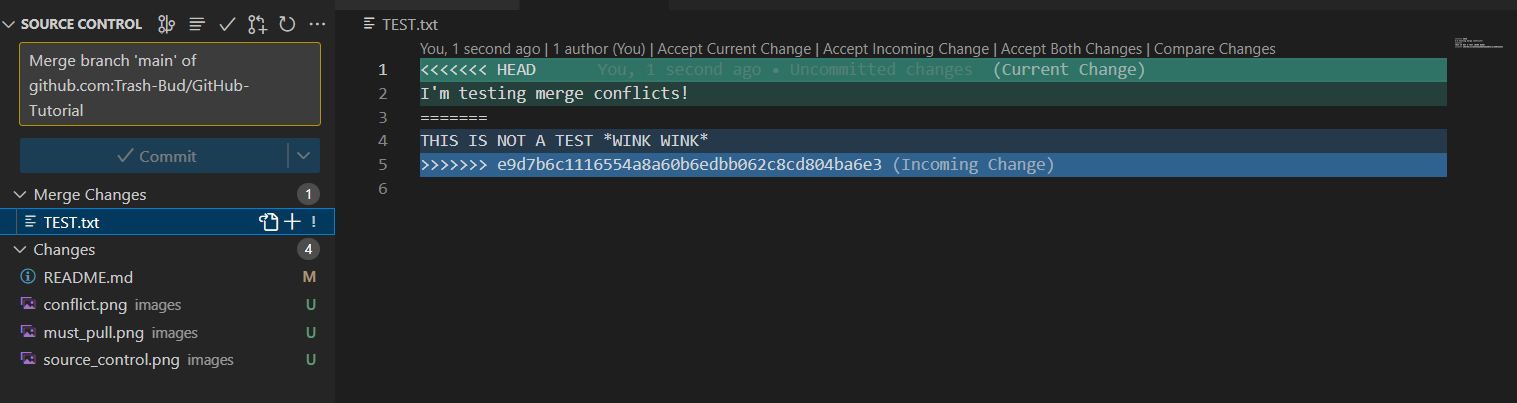 SOURCE CONTROL
Merge branch 'main' of
github.com:Trash-Bud/GitHub-
Tutorial
Commit
Merge Changes 1
TEST.txt !
Changes 4
README.md M
conflict.png images U
must_pull.png images U
source_control.png images U
TEST.txt
You, 1 second ago | 1 author (You) | Accept Current Change | Accept Incoming Change | Accept Both Changes | Compare Changes
1 <<<<<<< HEAD You, 1 second ago • Uncommitted changes (Current Change)
2 I'm testing merge conflicts!
3 =======
4 THIS IS NOT A TEST *WINK WINK*
5 >>>>>>> e9d7b6c1116554a8a60b6edbb062c8cd804ba6e3 (Incoming Change)
6